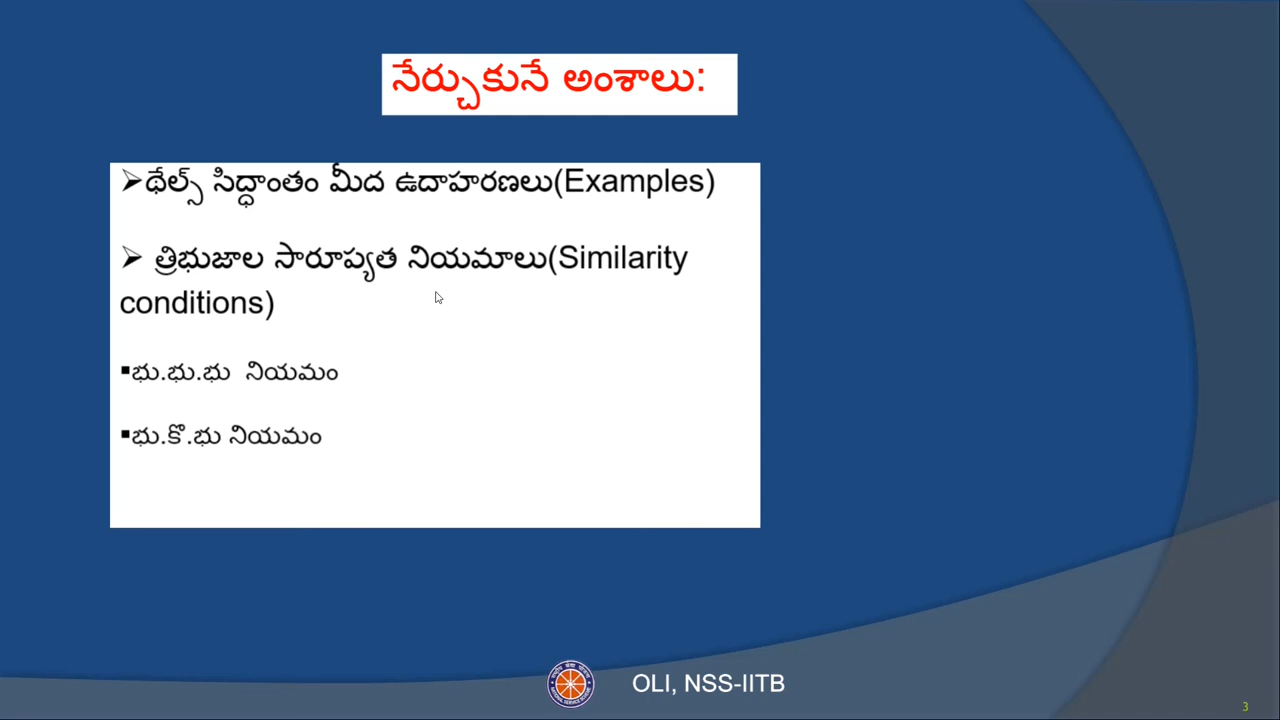 నేర్చుకునే అంశాలు:
➢థేల్స్ సిద్ధాంతం మీద ఉదాహరణలు(Examples)
➢ త్రిభుజాల సారూప్యత నియమాలు(Similarity
conditions)
▪భు.భు.భు నియమం
▪భు.కొ.భు నియమం
OLI, NSS-IITB
3